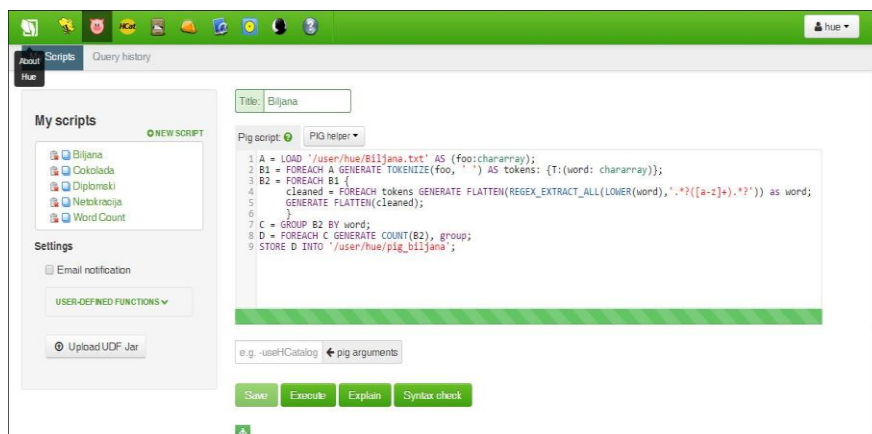 HCat
hue
About Hue
My Scripts
Query history
My scripts
NEW SCRIPT
Biljana
Cokolada
Diplomski
Netokracija
Word Count
Settings
Email notification
USER-DEFINED FUNCTIONS
Upload UDF Jar
Title: Biljana
Pig script: PIG helper
1 A = LOAD '/user/hue/Biljana.txt' AS (foo:chararray);
2 B1 = FOREACH A GENERATE TOKENIZE(foo, ' ') AS tokens: {T:(word: chararray)};
3 B2 = FOREACH B1 {
4 cleaned = FOREACH tokens GENERATE FLATTEN(REGEX_EXTRACT_ALL(LOWER(word),'.*?([a-z]+).*?')) as word;
5 GENERATE FLATTEN(cleaned);
6 }
7 C = GROUP B2 BY word;
8 D = FOREACH C GENERATE COUNT(B2), group;
9 STORE D INTO '/user/hue/pig_biljana';
e.g. -useHCatalog pig arguments
Save Execute Explain Syntax check